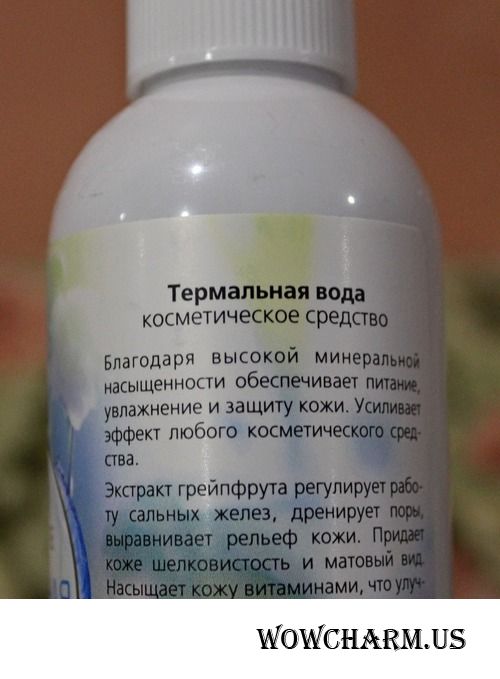 Термальная вода
косметическое средство
Благодаря высокой минеральной
насыщенности обеспечивает питание,
увлажнение и защиту кожи. Усиливает
эффект любого косметического сред-
ства.
Экстракт грейпфрута регулирует рабо-
ту сальных желез, дренирует поры,
выравнивает рельеф кожи. Придает
коже шелковистость и матовый вид.
Насыщает кожу витаминами, что улуч-
WOWCHARM.US